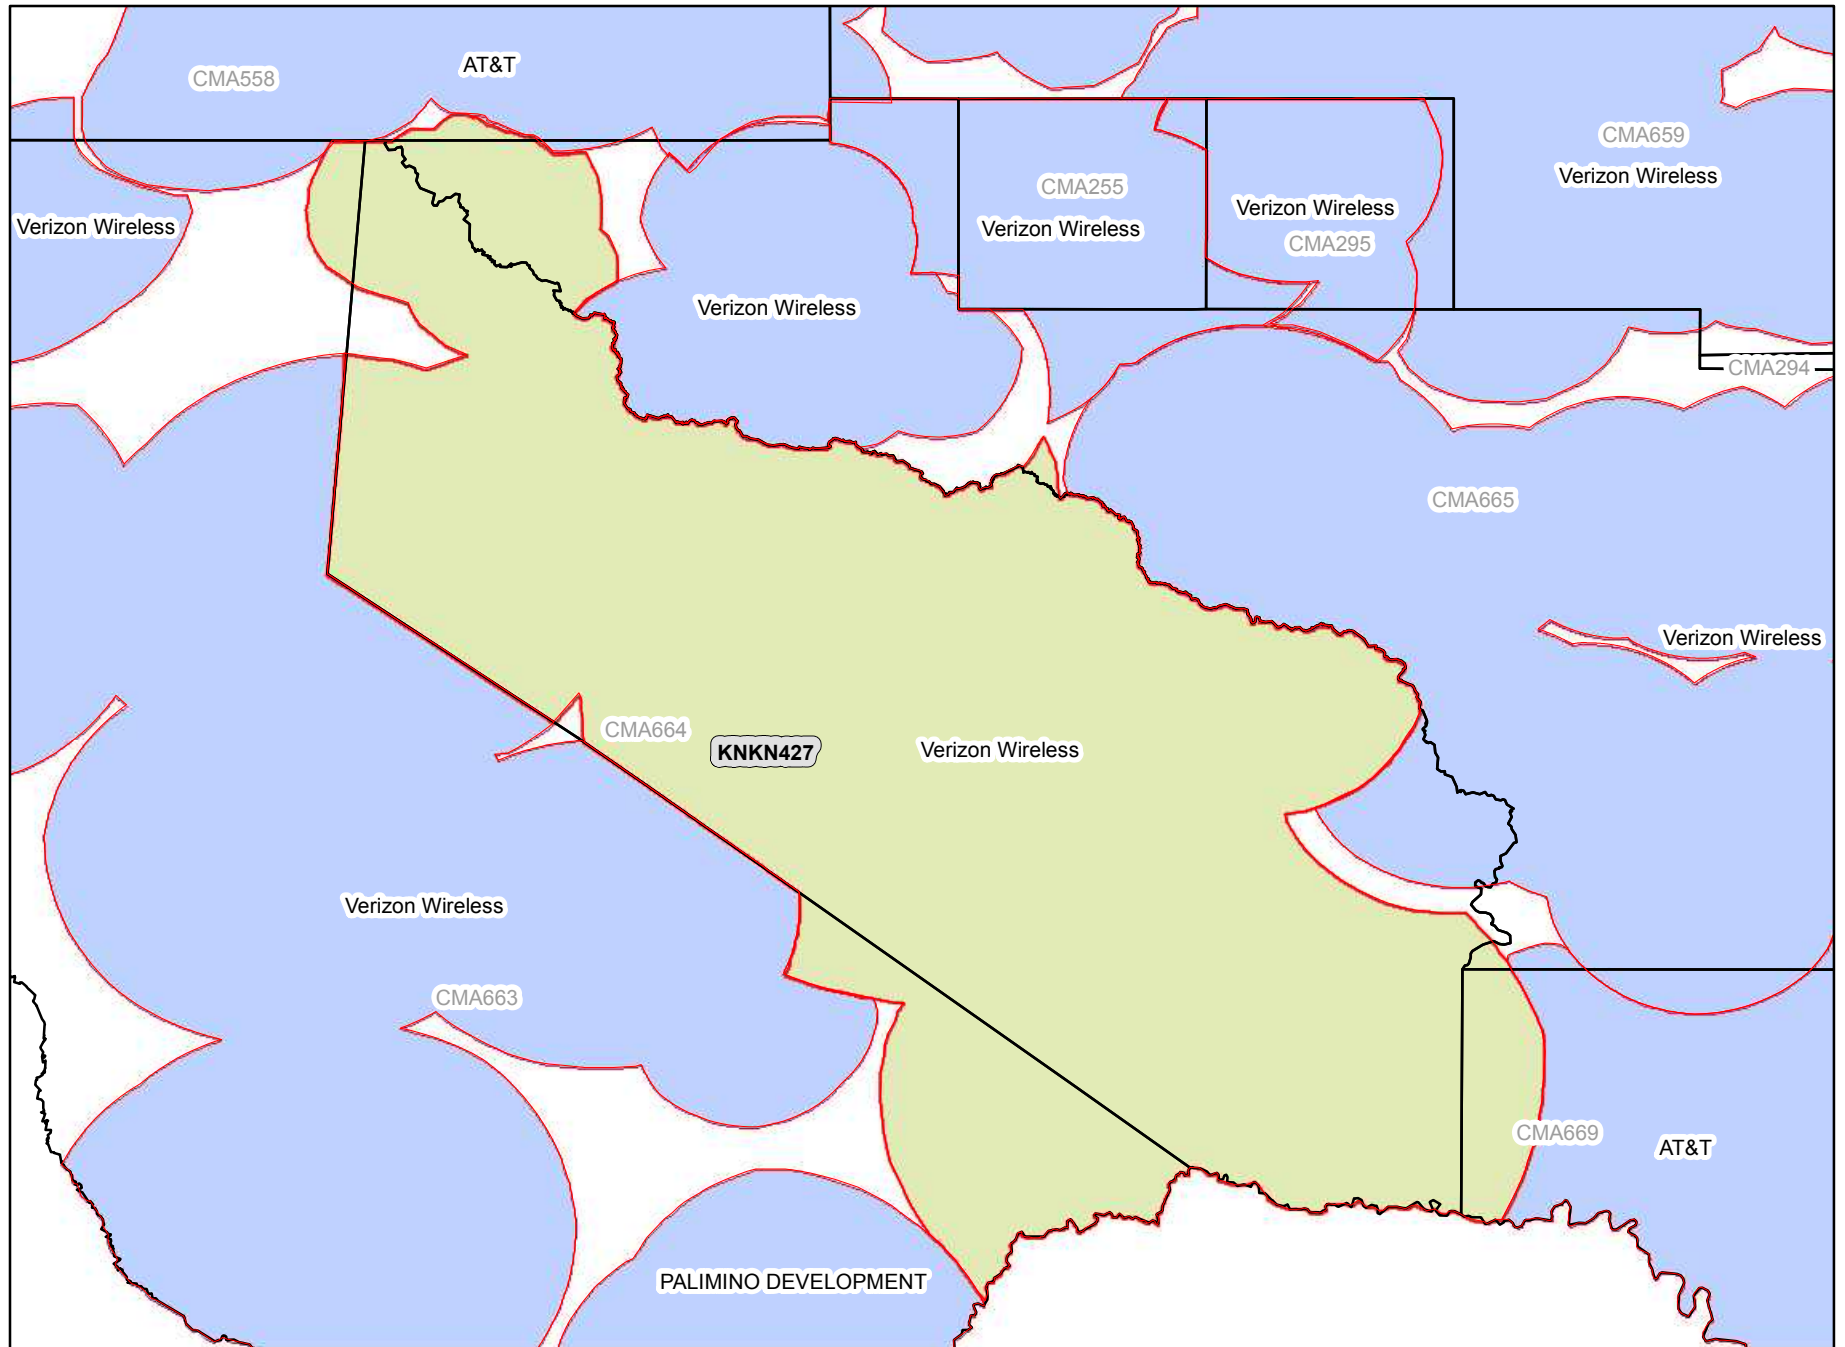 AT&T
CMA558
CMA659
Verizon Wireless
CMA255
Verizon Wireless
Verizon Wireless
CMA295
Verizon Wireless
Verizon Wireless
CMA294
CMA665
Verizon Wireless
CMA664
KNKN427
Verizon Wireless
Verizon Wireless
CMA663
CMA669
AT&T
PALIMINO DEVELOPMENT